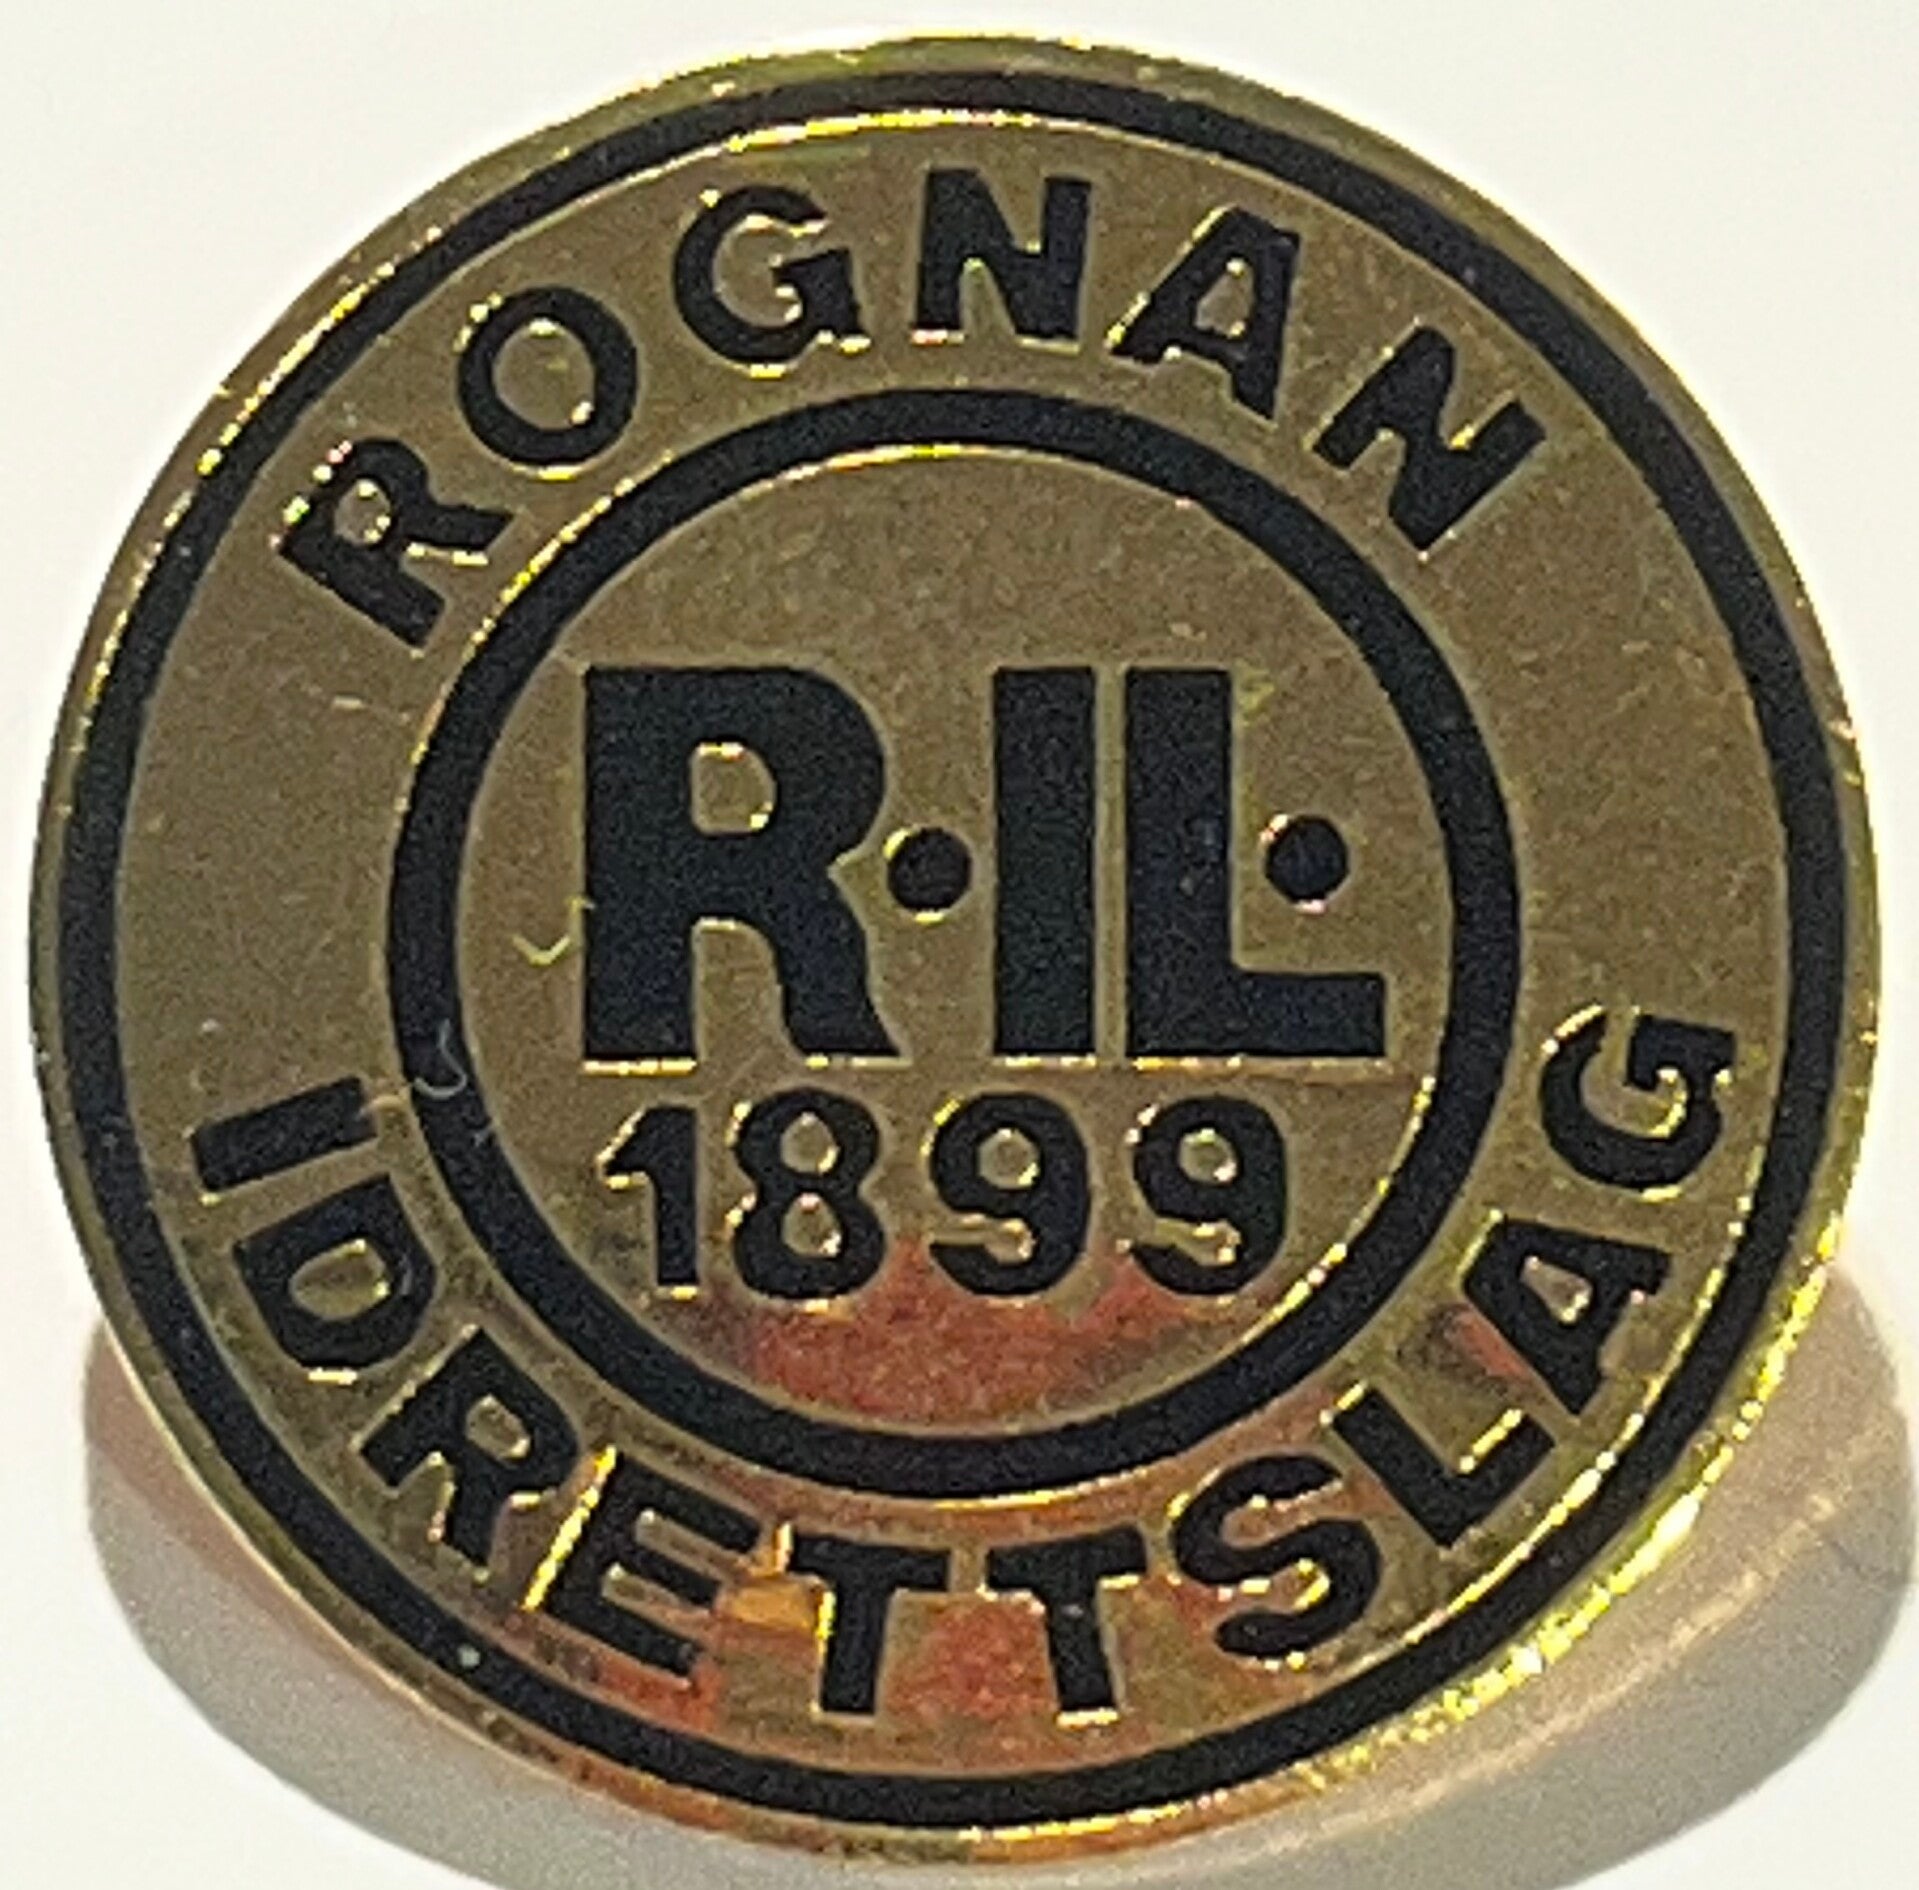 ROGNAN
R·IL·
1899
IDRETTSLAG